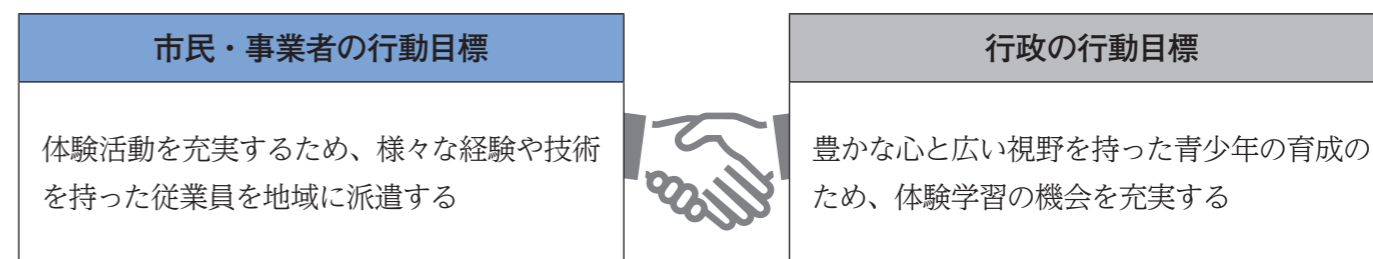 市民・事業者の行動目標
体験活動を充実するため、様々な経験や技術
を持った従業員を地域に派遣する
行政の行動目標
豊かな心と広い視野を持った青少年の育成の
ため、体験学習の機会を充実する